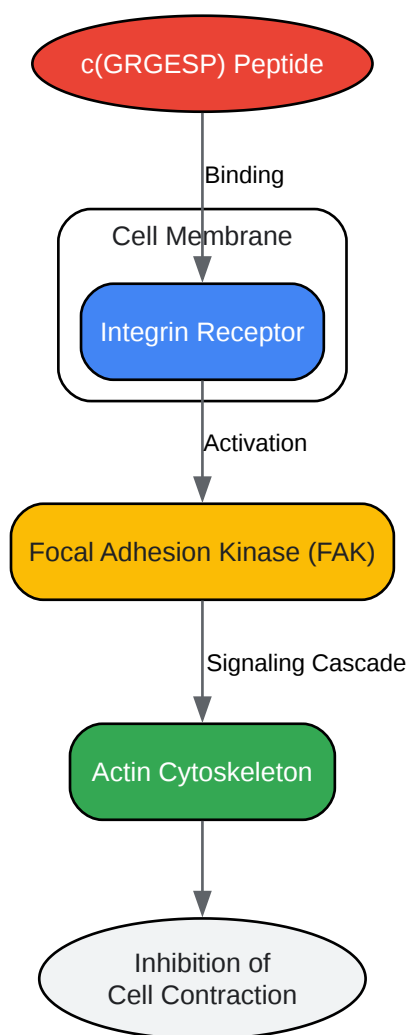 c(GRGESP) Peptide
Binding
Cell Membrane
Integrin Receptor
Activation
Focal Adhesion Kinase (FAK)
Signaling Cascade
Actin Cytoskeleton
Inhibition of
Cell Contraction